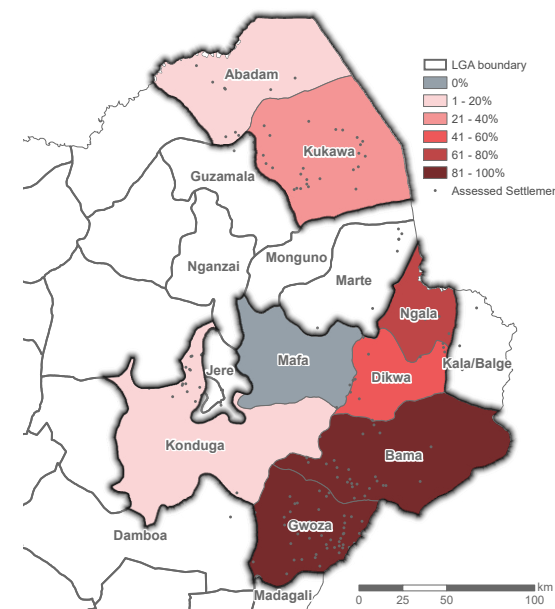 LGA boundary
0%
1 - 20%
21 - 40%
41 - 60%
61 - 80%
81 - 100%
Assessed Settlemer
Abadam
Kukawa
Guzamala
Nganzai
Monguno
Marte
Ngala
Jere
Mafa
Dikwa
Kala/Balge
Konduga
Bama
Gwoza
Damboa
Madagali
km
0 25 50 100